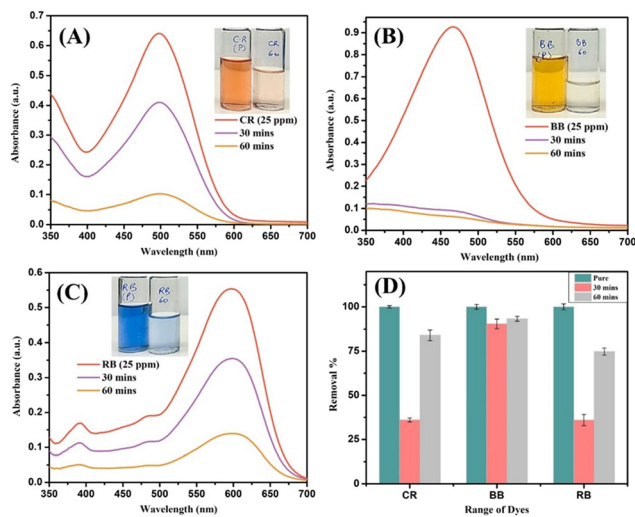 (A)
0.7
0.6
0.5
0.4
0.3
0.2
0.1
0.0
Absorbance (a.u.)
C-R
(P)
CR
60
CR (25 ppm)
30 mins
60 mins
350 400 450 500 550 600 650 700
Wavelength (nm)
(B)
0.9
0.8
0.7
0.6
0.5
0.4
0.3
0.2
0.1
0.0
Absorbance (a.u.)
BB
(P)
BB
60
BB (25 ppm)
30 mins
60 mins
350 400 450 500 550 600 650 700
Wavelength (nm)
(C)
0.6
0.5
0.4
0.3
0.2
0.1
0.0
Absorbance (a.u.)
RB
(P)
RB
60
RB (25 ppm)
30 mins
60 mins
350 400 450 500 550 600 650 700
Wavelength (nm)
(D)
Pure
30 mins
60 mins
100
75
50
25
0
Removal %
CR BB RB
Range of Dyes